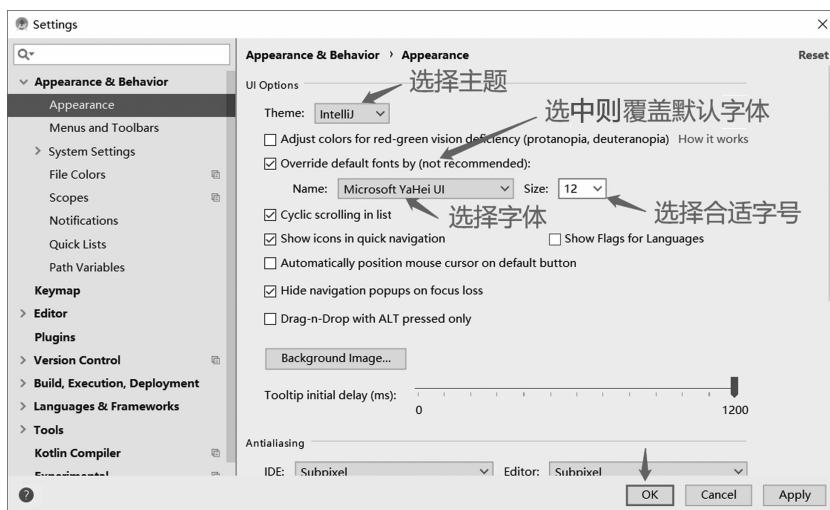 Settings
Appearance & Behavior › Appearance
Reset
Appearance & Behavior
Appearance
Menus and Toolbars
System Settings
File Colors
Scopes
Notifications
Quick Lists
Path Variables
Keymap
Editor
Plugins
Version Control
Build, Execution, Deployment
Languages & Frameworks
Tools
Kotlin Compiler
Experimental
UI Options
选择主题
Theme: IntelliJ
选中则覆盖默认字体
Adjust colors for red-green vision deficiency (protanopia, deuteranopia) How it works
Override default fonts by (not recommended):
Name: Microsoft YaHei UI Size: 12
Cyclic scrolling in list
选择字体
选择合适字号
Show icons in quick navigation
Show Flags for Languages
Automatically position mouse cursor on default button
Hide navigation popups on focus loss
Drag-n-Drop with ALT pressed only
Background Image...
Tooltip initial delay (ms):
0 1200
Antialiasing
IDE: Subpixel Editor: Subpixel
? OK Cancel Apply